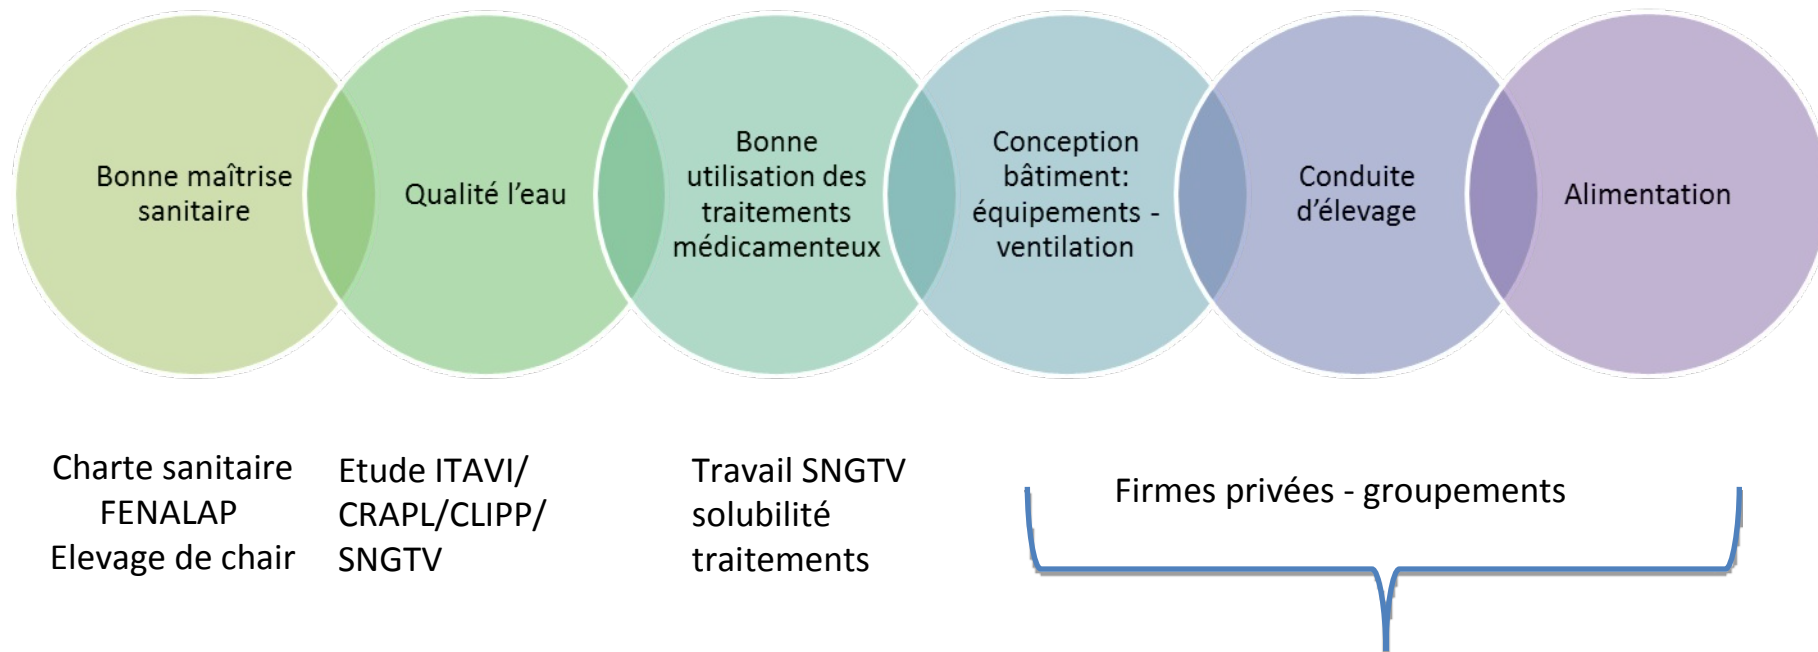 Bonne maîtrise
sanitaire
Qualité l’eau
Bonne
utilisation des
traitements
médicamenteux
Conception
bâtiment:
équipements -
ventilation
Conduite
d’élevage
Alimentation
Charte sanitaire
FENALAP
Elevage de chair
Etude ITAVI/
CRAPL/CLIPP/
SNGTV
Travail SNGTV
solubilité
traitements
Firmes privées - groupements